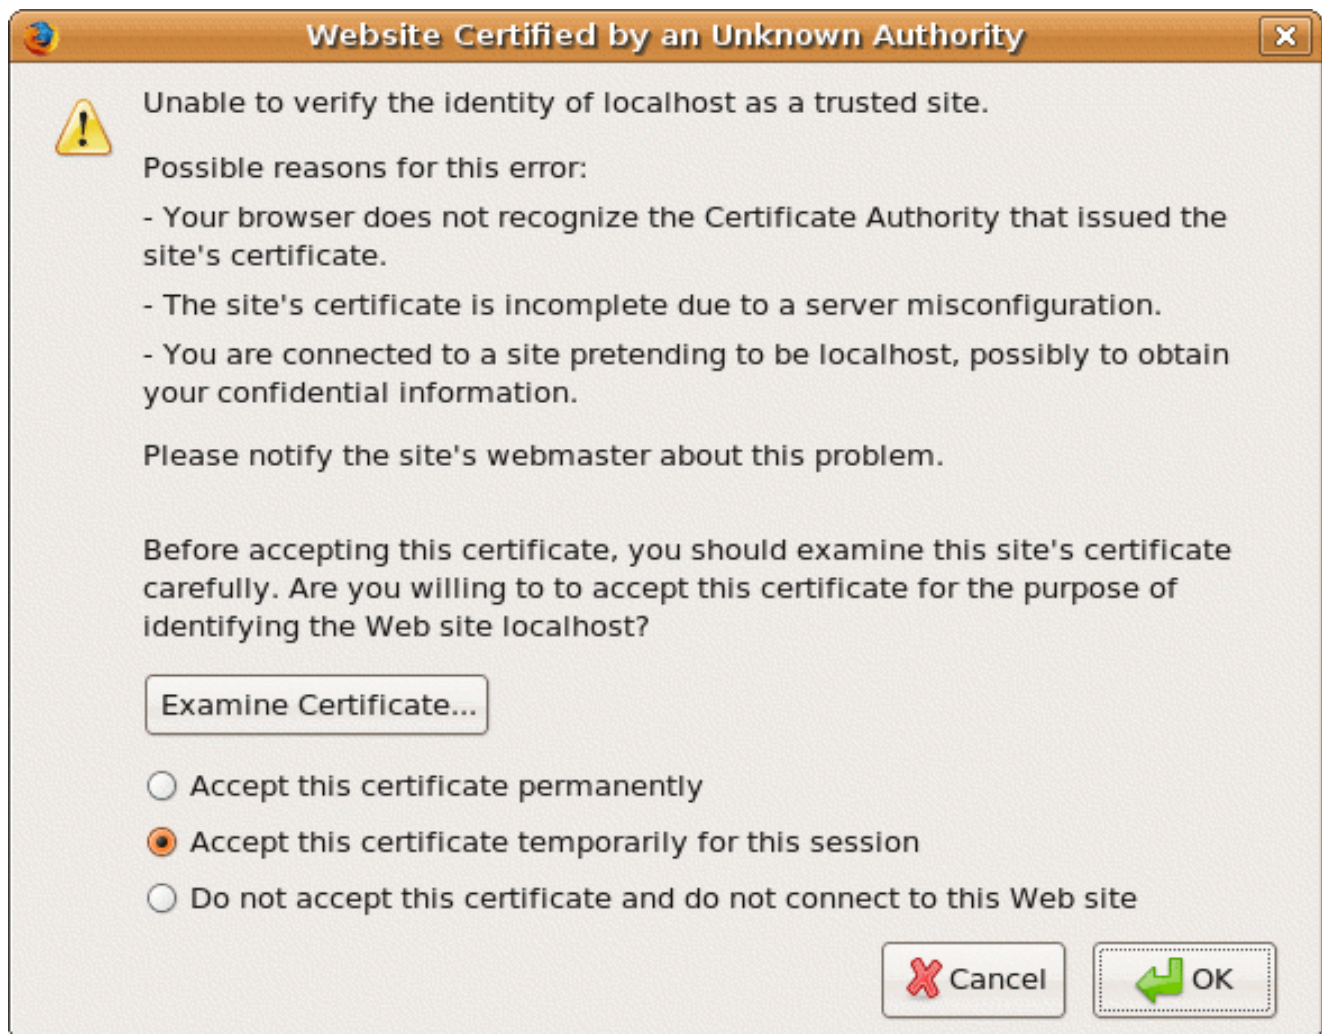 Website Certified by an Unknown Authority
Unable to verify the identity of localhost as a trusted site.
Possible reasons for this error:
- Your browser does not recognize the Certificate Authority that issued the
site's certificate.
- The site's certificate is incomplete due to a server misconfiguration.
- You are connected to a site pretending to be localhost, possibly to obtain
your confidential information.
Please notify the site's webmaster about this problem.
Before accepting this certificate, you should examine this site's certificate
carefully. Are you willing to to accept this certificate for the purpose of
identifying the Web site localhost?
Examine Certificate...
Accept this certificate permanently
Accept this certificate temporarily for this session
Do not accept this certificate and do not connect to this Web site
Cancel OK